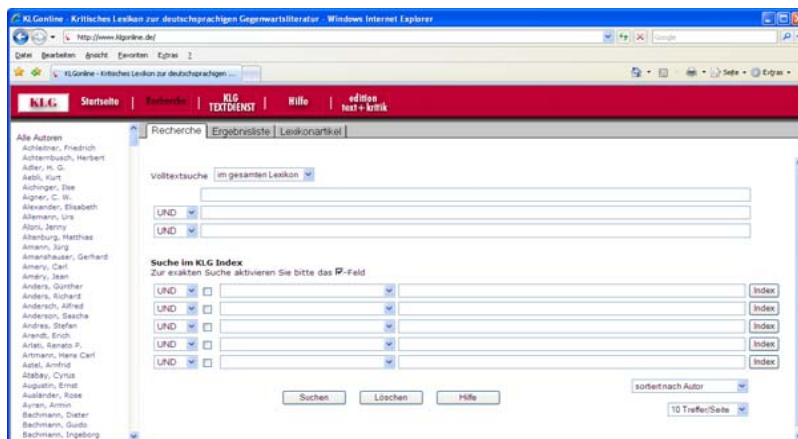 KLGonline - Kritisches Lexikon zur deutschsprachigen Gegenwartsliteratur - Windows Internet Explorer
http://www.klgonline.de/
Google
Datei Bearbeiten Ansicht Favoriten Extras ?
KLGonline - Kritisches Lexikon zur deutschsprachigen ...
Seite
Extras
KLG Startseite | Recherche | KLG TEXTDIENST | Hilfe | edition text+kritik
Recherche | Ergebnisliste | Lexikonartikel |
Alle Autoren
Achleitner, Friedrich
Achternbusch, Herbert
Adler, H. G.
Aebli, Kurt
Aichinger, Ilse
Aigner, C. W.
Alexander, Elisabeth
Allemann, Urs
Aloni, Jenny
Altenburg, Matthias
Amann, Jürg
Amanshauser, Gerhard
Amery, Carl
Améry, Jean
Anders, Günther
Anders, Richard
Andersch, Alfred
Anderson, Sascha
Andres, Stefan
Arendt, Erich
Arlati, Renato P.
Artmann, Hans Carl
Astel, Arnfrid
Atabay, Cyrus
Augustin, Ernst
Ausländer, Rose
Ayren, Armin
Bachmann, Dieter
Bachmann, Guido
Bachmann, Ingeborg
Volltextsuche im gesamten Lexikon
UND
UND
Suche im KLG Index
Zur exakten Suche aktivieren Sie bitte das ☑-Feld
UND Index
UND Index
UND Index
UND Index
UND Index
Suchen Löschen Hilfe
sortiert nach Autor
10 Treffer/Seite